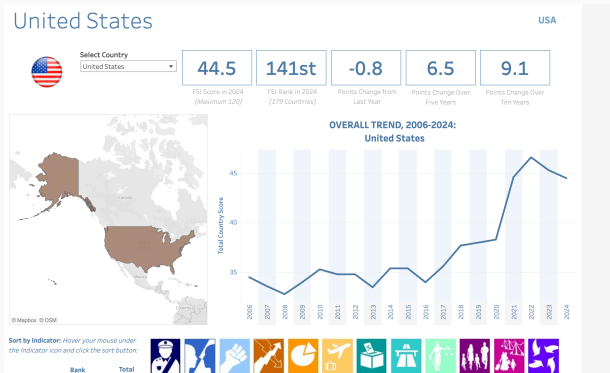 United States
USA
Select Country
United States
44.5
141st
-0.8
6.5
9.1
FSI Score in 2024
(Maximum 120)
FSI Rank in 2024
(179 Countries)
Points Change from
Last Year
Points Change Over
Five Years
Points Change Over
Ten Years
OVERALL TREND, 2006-2024:
United States
Total Country Score
45
40
35
2006
2007
2008
2009
2010
2011
2012
2013
2014
2015
2016
2017
2018
2019
2020
2021
2022
2023
2024
Canada
Mexico
© Mapbox © OSM
Sort by Indicator: Hover your mouse under
the Indicator icon and click the sort button:
Rank
Total